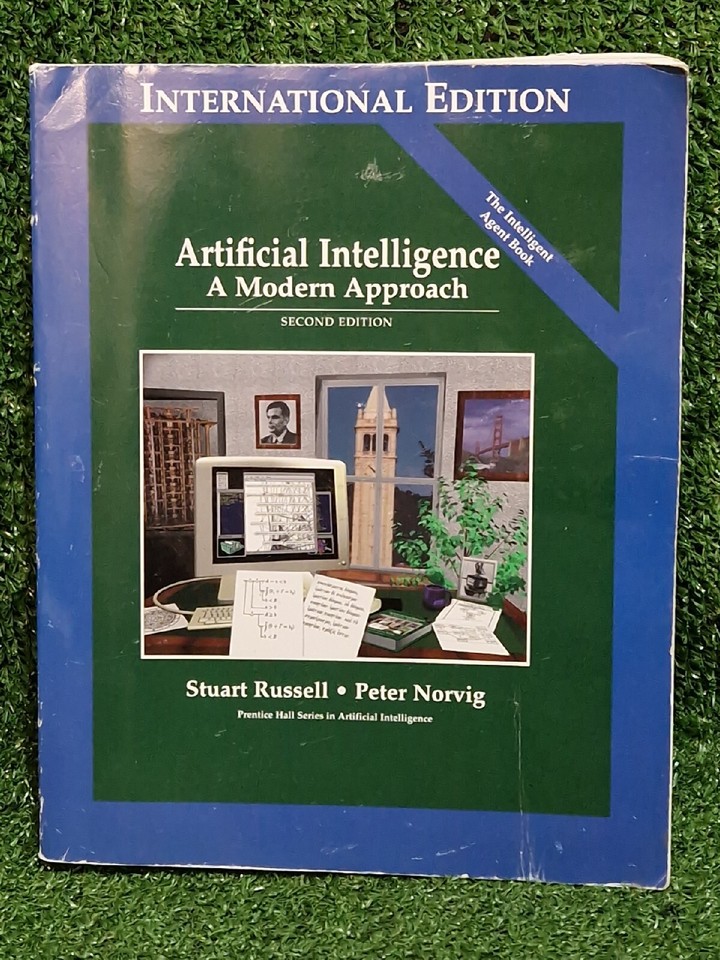 INTERNATIONAL EDITION
The Intelligent
Agent Book
Artificial Intelligence
A Modern Approach
SECOND EDITION
Stuart Russell • Peter Norvig
Prentice Hall Series in Artificial Intelligence